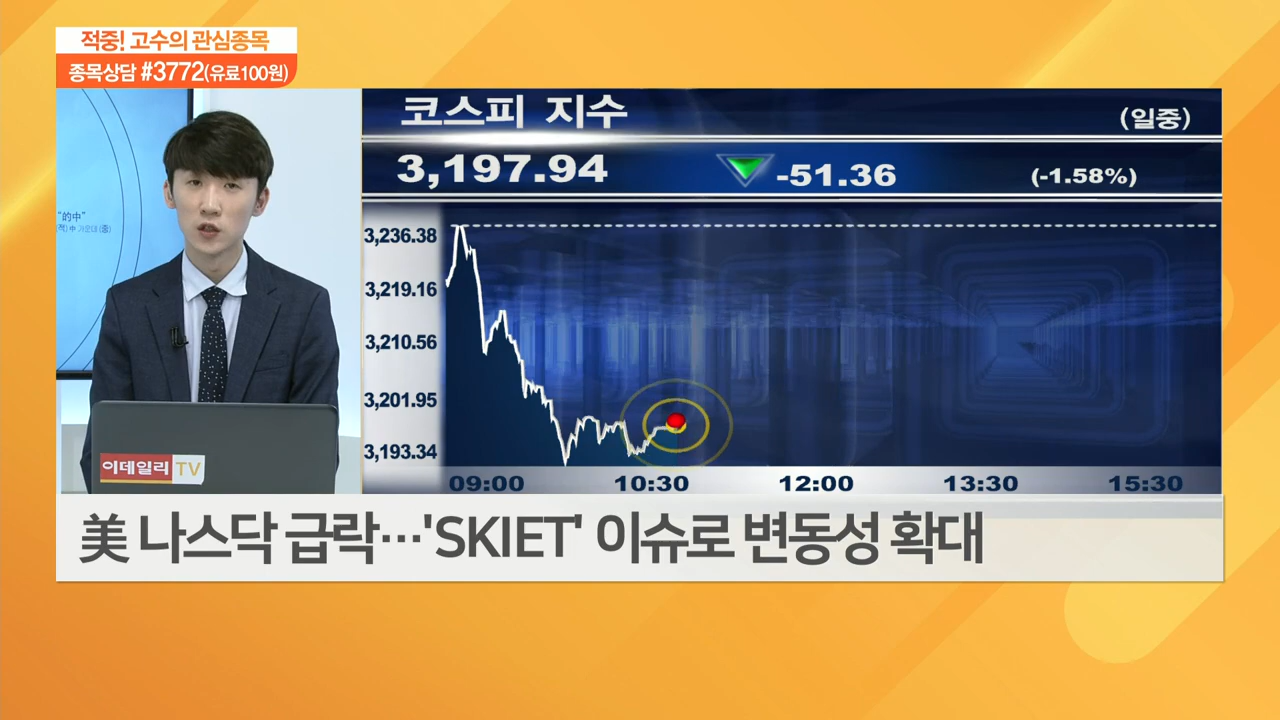 적중! 고수의 관심종목
종목상담 #3772(유료100원)
"的中"
코스피 지수 (일중)
3,197.94 -51.36 (-1.58%)
3,236.38
3,219.16
3,210.56
3,201.95
3,193.34
09:00 10:30 12:00 13:30 15:30
이데일리 TV
美 나스닥 급락…'SKIET' 이슈로 변동성 확대